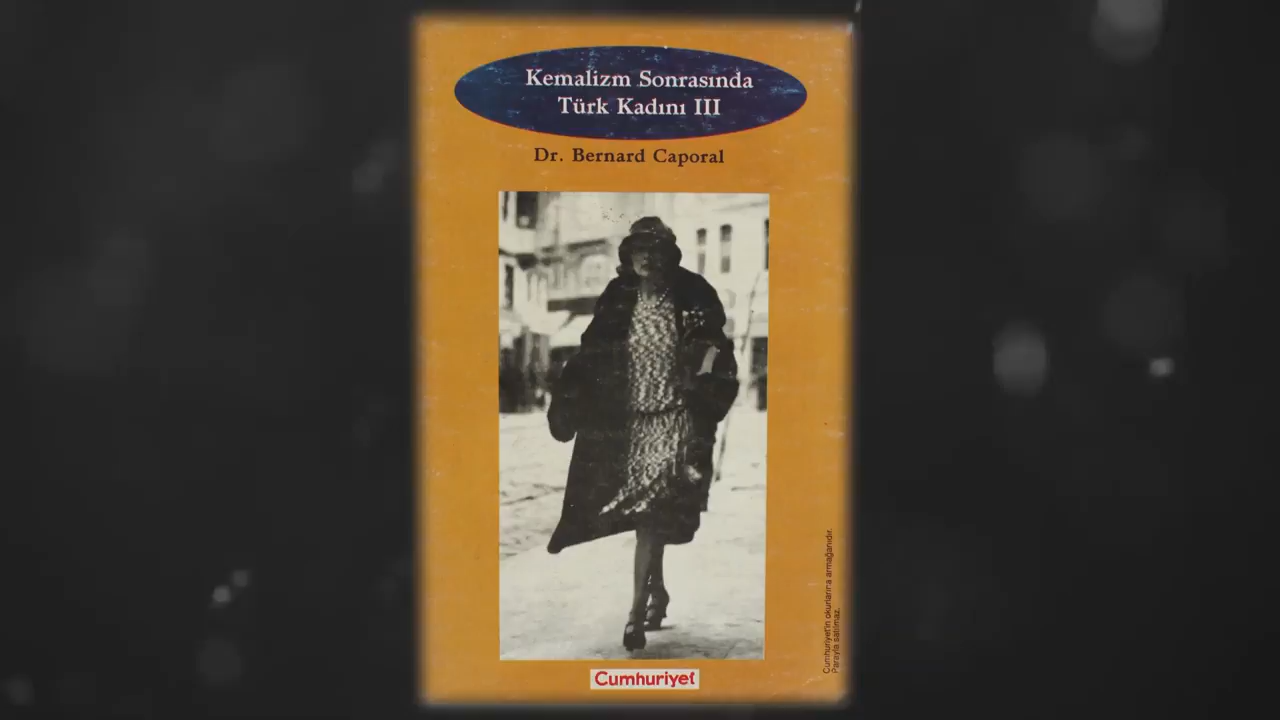 Kemalizm Sonrasında
Türk Kadını III
Dr. Bernard Caporal
Cumhuriyet'in okurlarına armağanıdır.
Parayla satılmaz.
Cumhuriyet